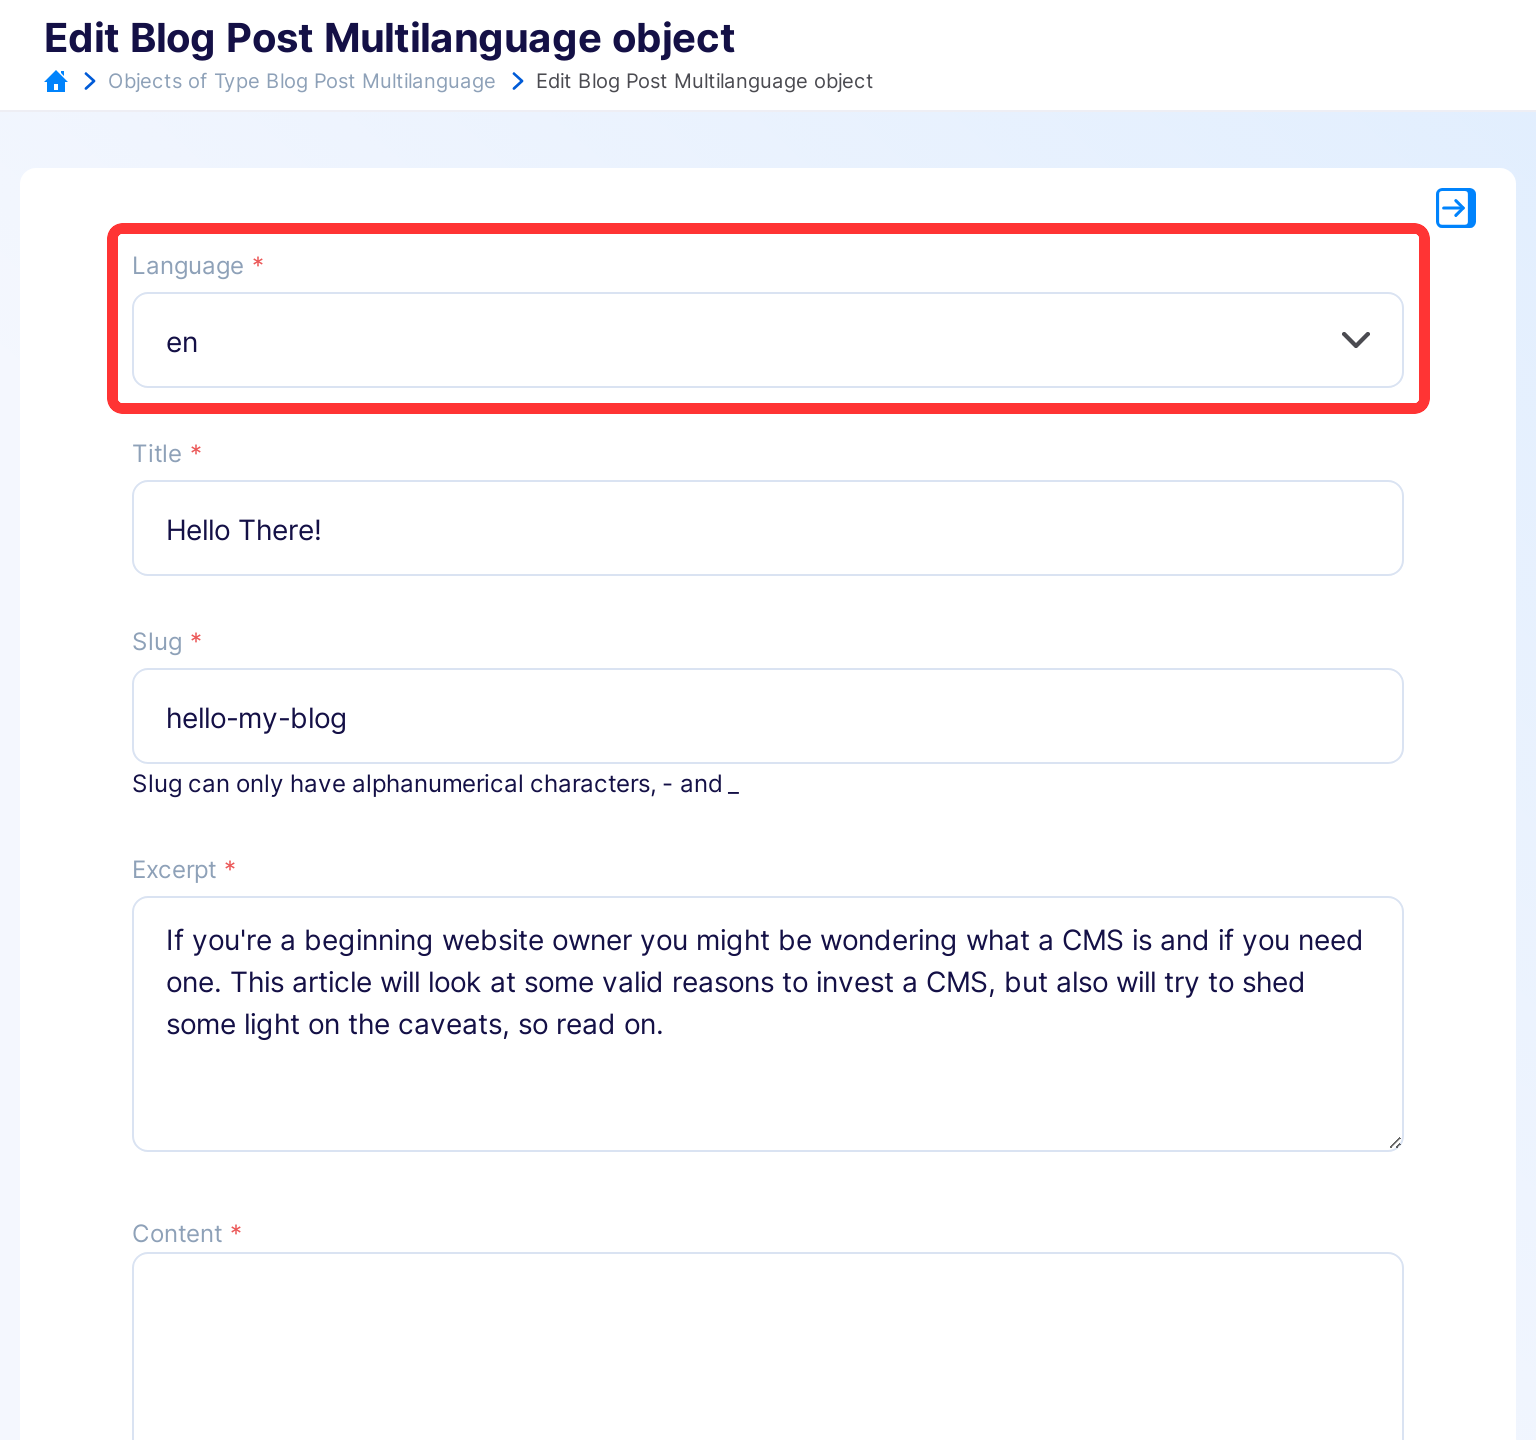 Edit Blog Post Multilanguage object
Objects of Type Blog Post Multilanguage Edit Blog Post Multilanguage object
Language *
en
Title *
Hello There!
Slug *
hello-my-blog
Slug can only have alphanumerical characters, - and _
Excerpt *
If you're a beginning website owner you might be wondering what a CMS is and if you need
one. This article will look at some valid reasons to invest a CMS, but also will try to shed
some light on the caveats, so read on.
Content *